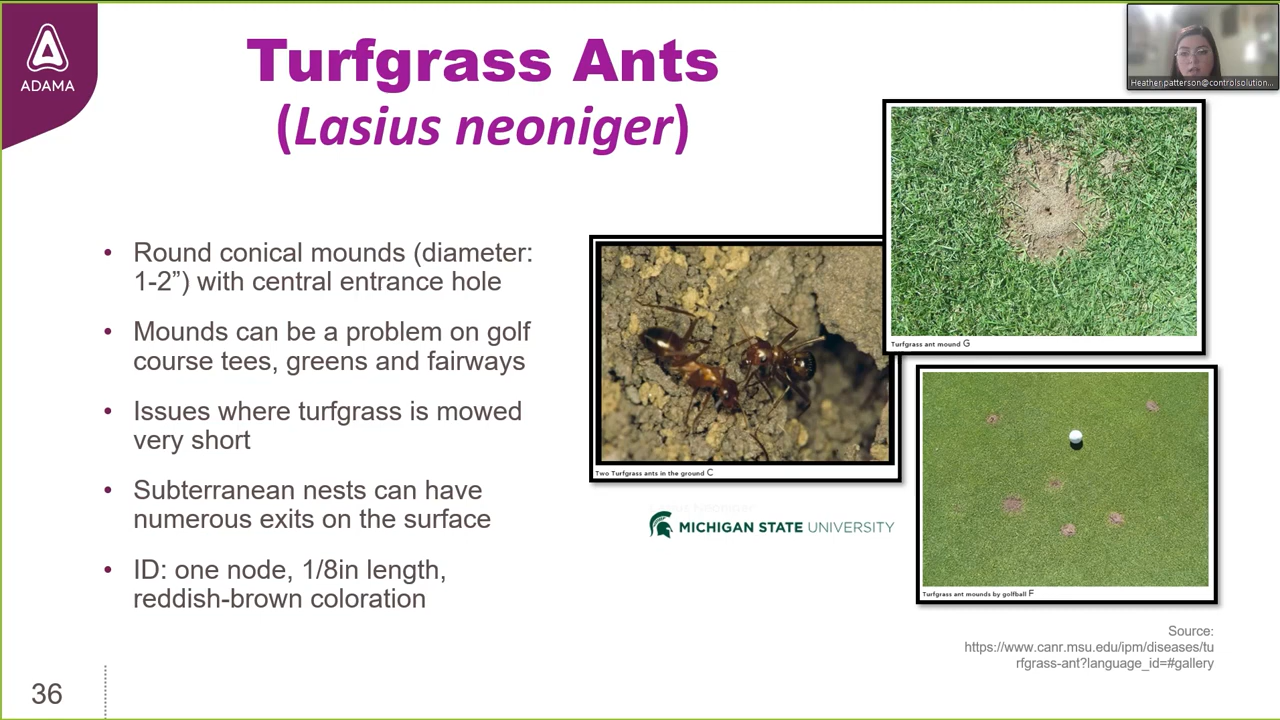 ADAMA
Turfgrass Ants
(Lasius neoniger)
Heather.patterson@controlsolution...
• Round conical mounds (diameter:
1-2”) with central entrance hole
• Mounds can be a problem on golf
course tees, greens and fairways
• Issues where turfgrass is mowed
very short
• Subterranean nests can have
numerous exits on the surface
• ID: one node, 1/8in length,
reddish-brown coloration
Turfgrass ant mound G
Two Turfgrass ants in the ground C
MICHIGAN STATE UNIVERSITY
Turfgrass ant mounds by golfball F
Source:
https://www.canr.msu.edu/ipm/diseases/tu
rfgrass-ant?language_id=#gallery
36